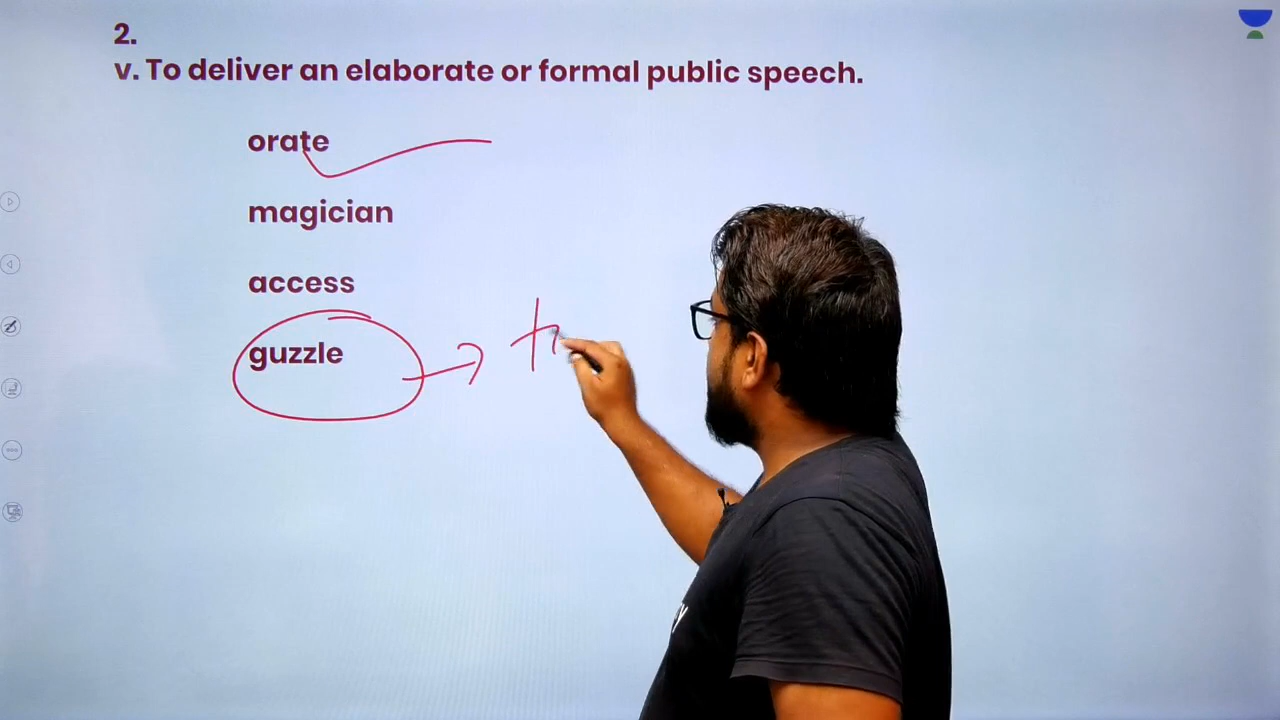 2.
v. To deliver an elaborate or formal public speech.
orate
magician
access
guzzle